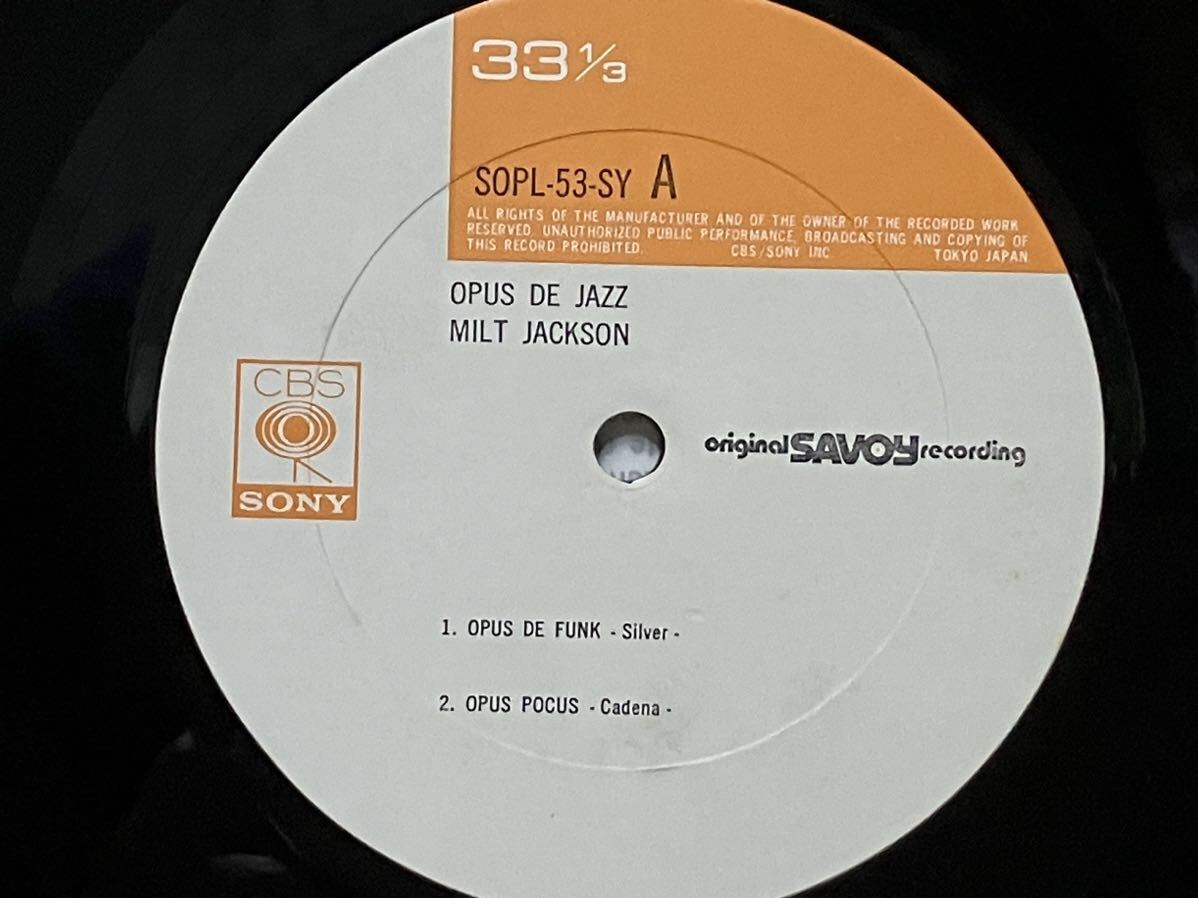 33 1/3
SOPL-53-SY A
ALL RIGHTS OF THE MANUFACTURER AND OF THE OWNER OF THE RECORDED WORK
RESERVED. UNAUTHORIZED PUBLIC PERFORMANCE, BROADCASTING AND COPYING OF
THIS RECORD PROHIBITED. CBS/SONY INC TOKYO JAPAN
OPUS DE JAZZ
MILT JACKSON
CBS
SONY
original SAVOY recording
1. OPUS DE FUNK - Silver -
2. OPUS POCUS - Cadena -